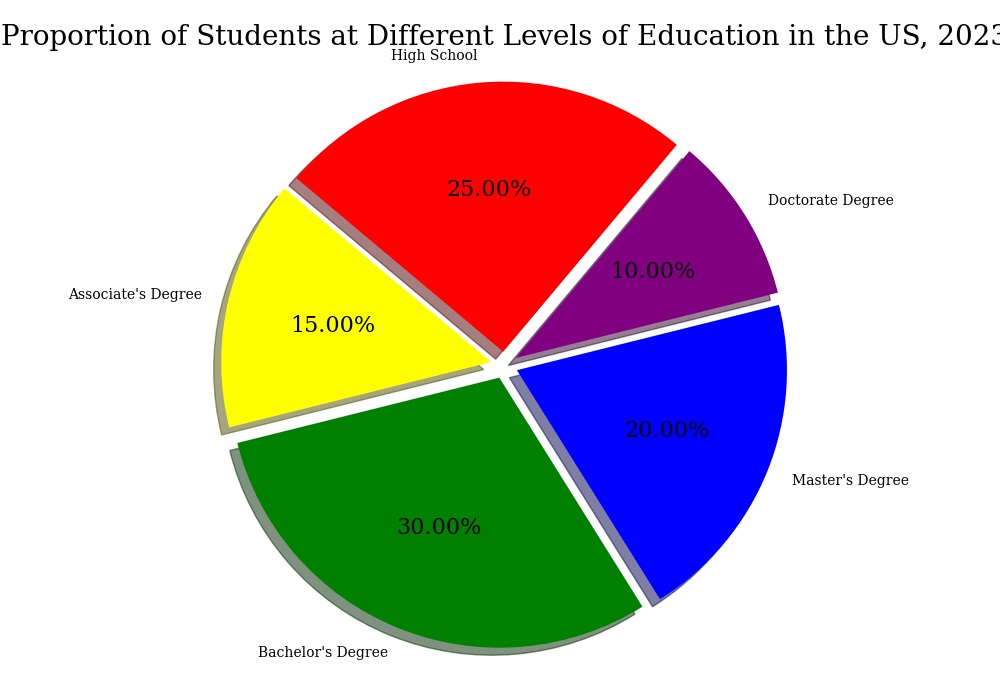 Proportion of Students at Different Levels of Education in the US, 2023
High School
25.00%
Doctorate Degree
10.00%
Associate's Degree
15.00%
20.00%
Master's Degree
30.00%
Bachelor's Degree